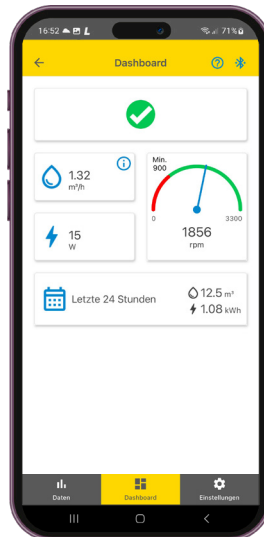 16:52
71%
Dashboard
1.32
m³/h
15
W
Min.
900
0
3300
1856
rpm
Letzte 24 Stunden
12.5 m³
1.08 kWh
Daten
Dashboard
Einstellungen